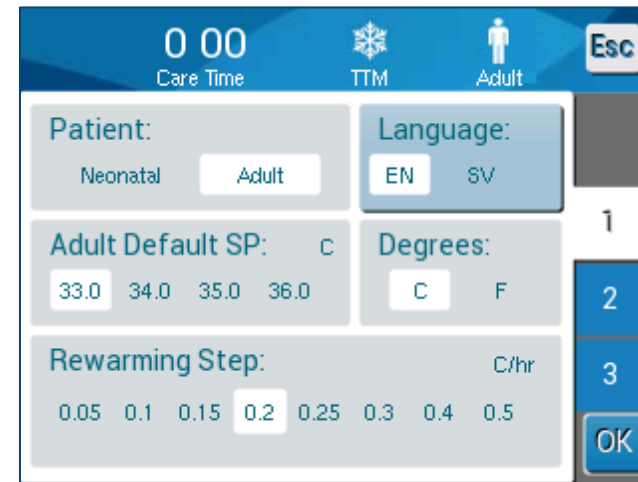 0 00
Care Time
TTM
Adult
Esc
Patient:
Neonatal Adult
Language:
EN SV
Adult Default SP: C
33.0 34.0 35.0 36.0
Degrees:
C F
Rewarming Step: C/hr
0.05 0.1 0.15 0.2 0.25 0.3 0.4 0.5
1
2
3
OK